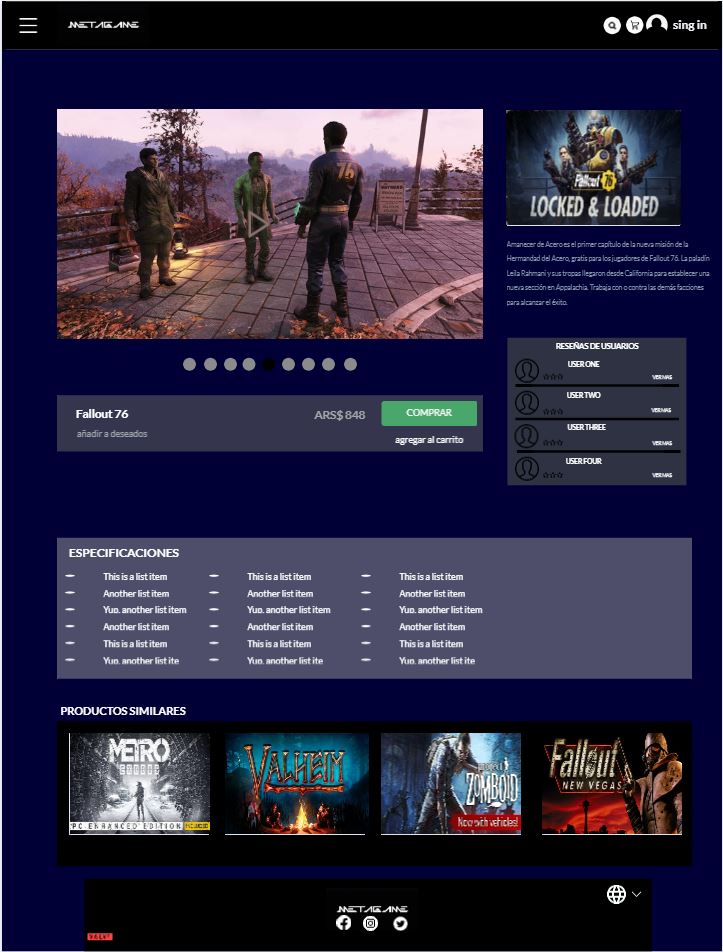 METAGAME
sing in
Fallout 76
LOCKED & LOADED
Amanecer de Acero es el primer capítulo de la nueva misión de la
Hermandad del Acero, gratis para los jugadores de Fallout 76. La paladín
Leila Rahmani y sus tropas llegaron desde California para establecer una
nueva sección en Appalachia. Trabaja con o contra las demás facciones
para alcanzar el éxito.
76
RESEÑAS DE USUARIOS
USER ONE
VER MAS
USER TWO
VER MAS
USER THREE
VER MAS
USER FOUR
VER MAS
Fallout 76
ARS$ 848
COMPRAR
añadir a deseados
agregar al carrito
ESPECIFICACIONES
This is a list item This is a list item This is a list item
Another list item Another list item Another list item
Yup, another list item Yup, another list item Yup, another list item
Another list item Another list item Another list item
This is a list item This is a list item This is a list item
Yup, another list ite Yup, another list ite Yup, another list ite
PRODUCTOS SIMILARES
METRO
EXODUS
PC ENHANCED EDITION INCLUDED
VALHEIM
PROJECT
ZOMBOID
Now with vehicles!
Fallout
NEW VEGAS
METAGAME